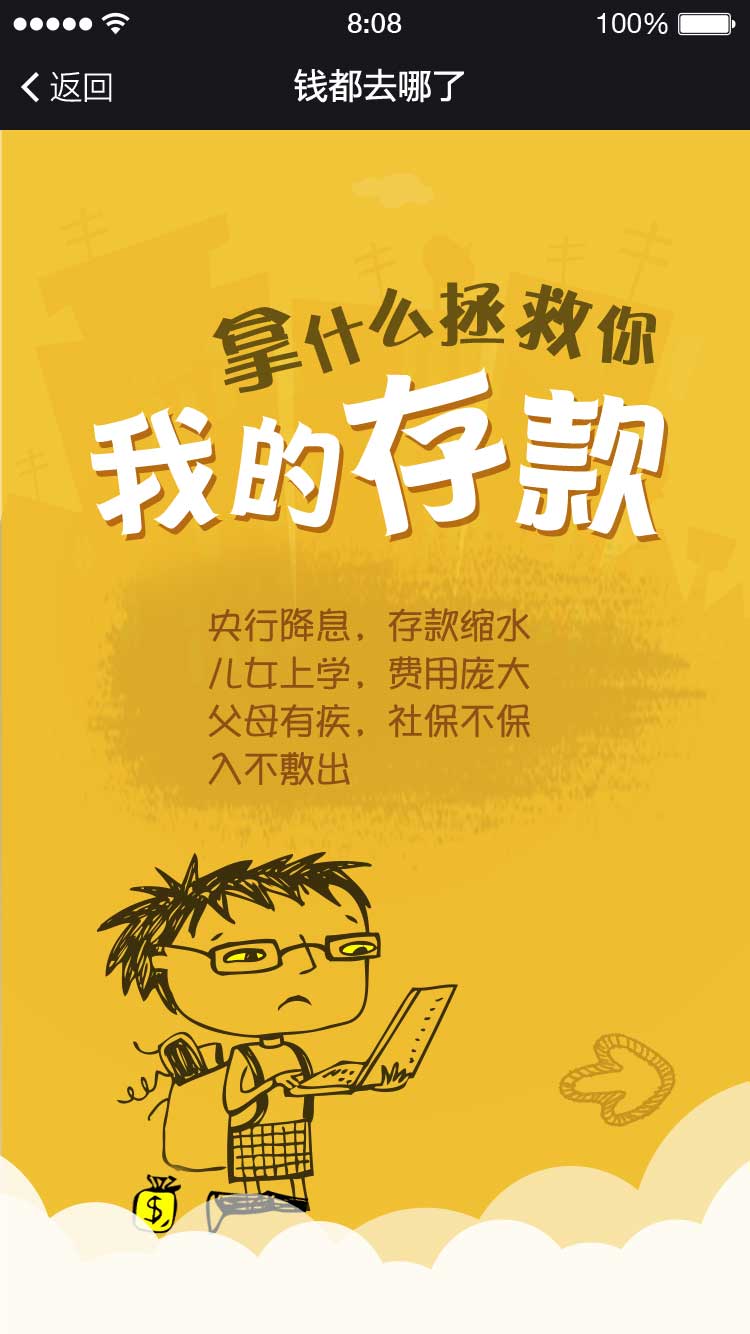 8:08
100%
返回
钱都去哪了
拿什么拯救你
我的存款
央行降息，存款缩水
儿女上学，费用庞大
父母有疾，社保不保
入不敷出
$